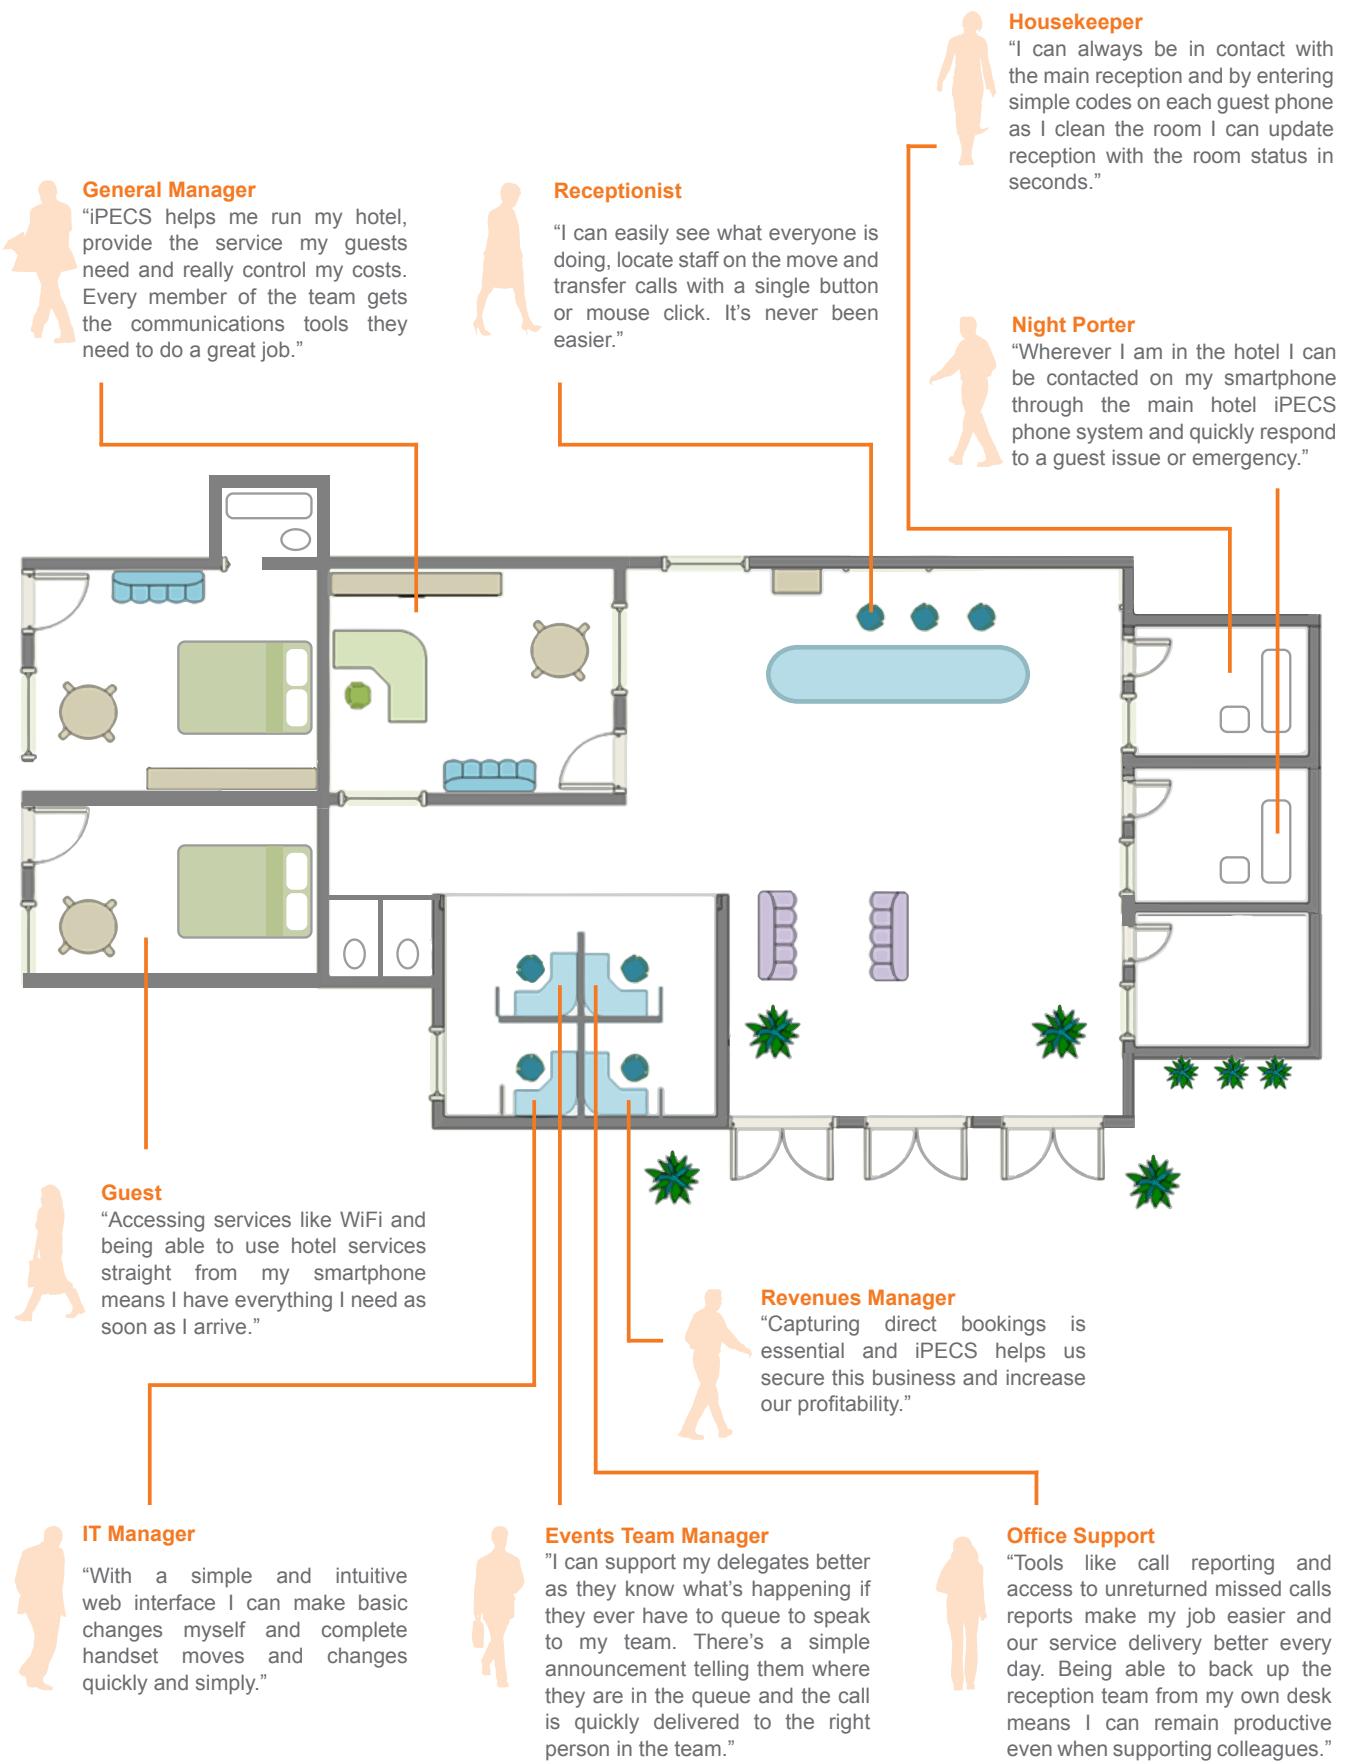 Housekeeper
“I can always be in contact with
the main reception and by entering
simple codes on each guest phone
as I clean the room I can update
reception with the room status in
seconds.”
General Manager
“iPECS helps me run my hotel,
provide the service my guests
need and really control my costs.
Every member of the team gets
the communications tools they
need to do a great job.”
Receptionist
“I can easily see what everyone is
doing, locate staff on the move and
transfer calls with a single button
or mouse click. It’s never been
easier.”
Night Porter
“Wherever I am in the hotel I can
be contacted on my smartphone
through the main hotel iPECS
phone system and quickly respond
to a guest issue or emergency.”
Guest
“Accessing services like WiFi and
being able to use hotel services
straight from my smartphone
means I have everything I need as
soon as I arrive.”
Revenues Manager
“Capturing direct bookings is
essential and iPECS helps us
secure this business and increase
our profitability.”
IT Manager
“With a simple and intuitive
web interface I can make basic
changes myself and complete
handset moves and changes
quickly and simply.”
Events Team Manager
”I can support my delegates better
as they know what’s happening if
they ever have to queue to speak
to my team. There’s a simple
announcement telling them where
they are in the queue and the call
is quickly delivered to the right
person in the team.”
Office Support
“Tools like call reporting and
access to unreturned missed calls
reports make my job easier and
our service delivery better every
day. Being able to back up the
reception team from my own desk
means I can remain productive
even when supporting colleagues.”